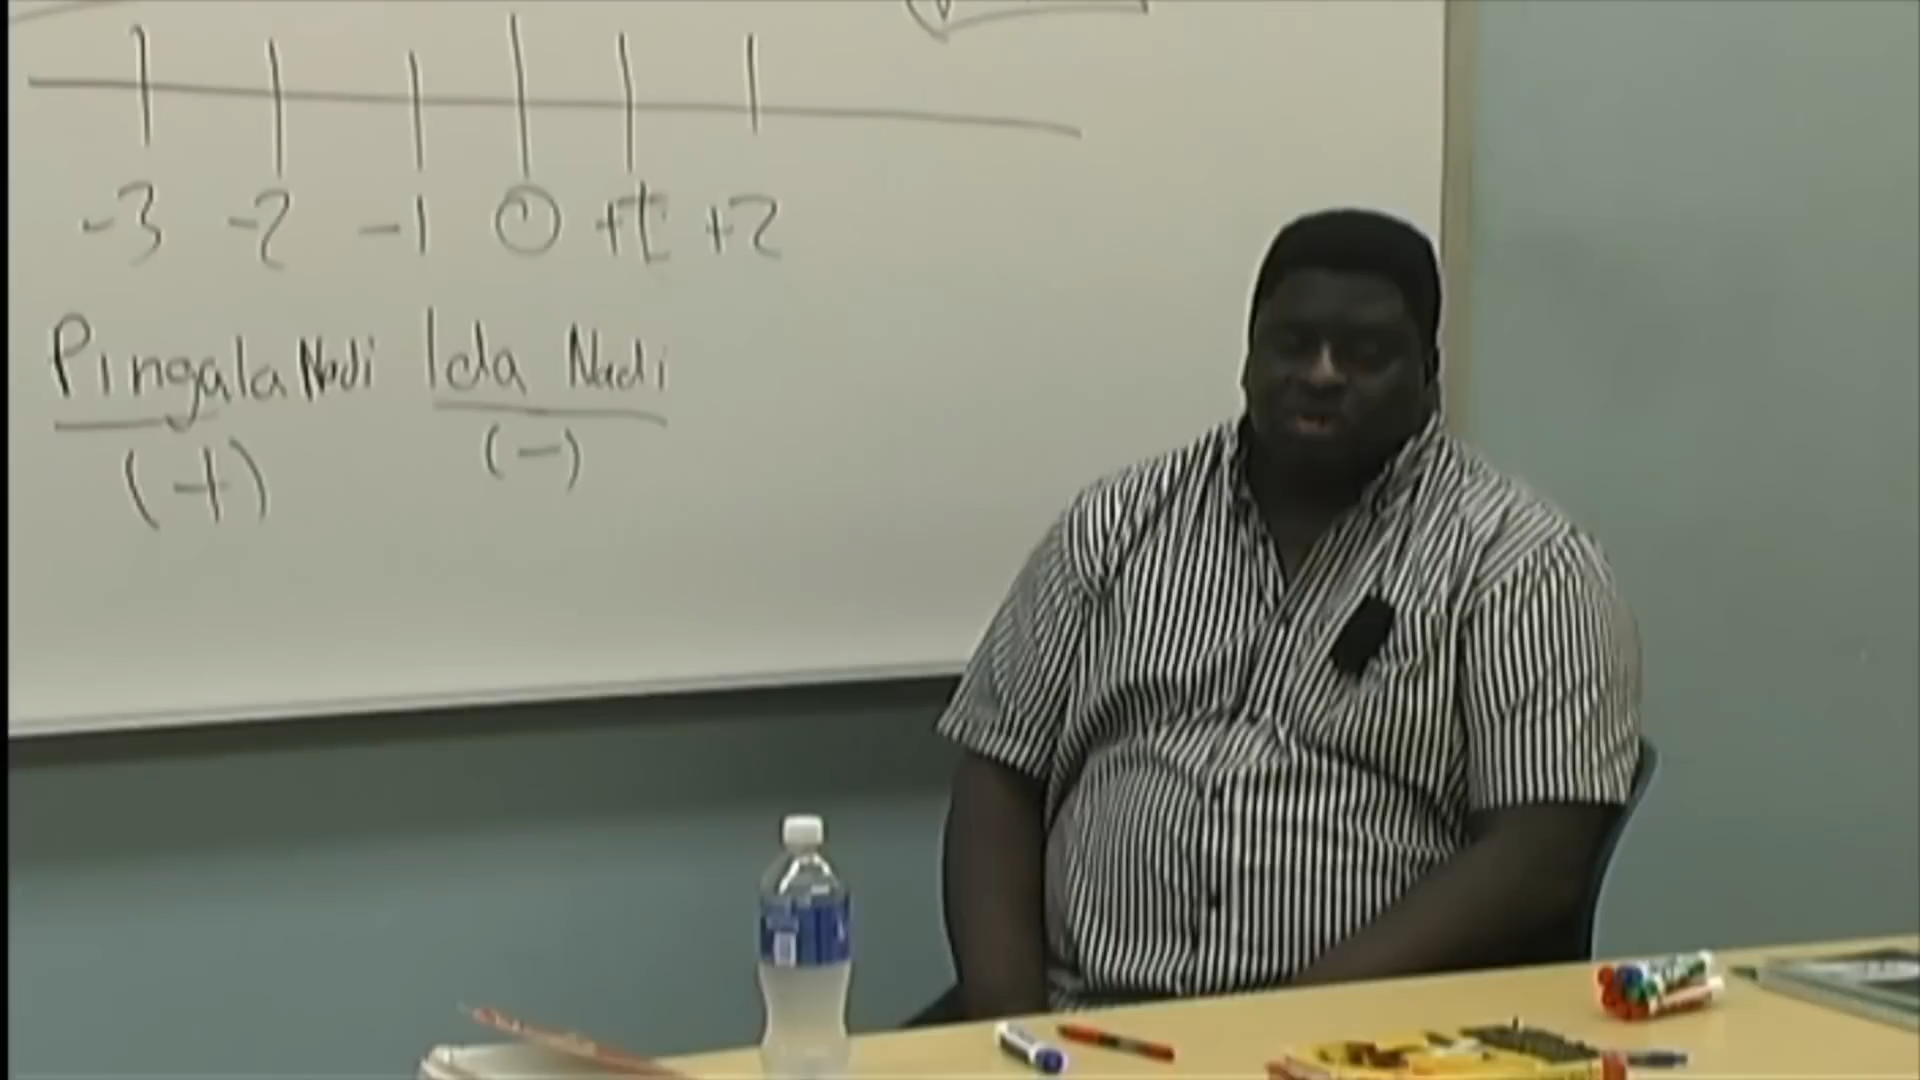 -3 -2 -1 0 +1 +2
Pingala Nadi Ida Nadi
(+) (-)